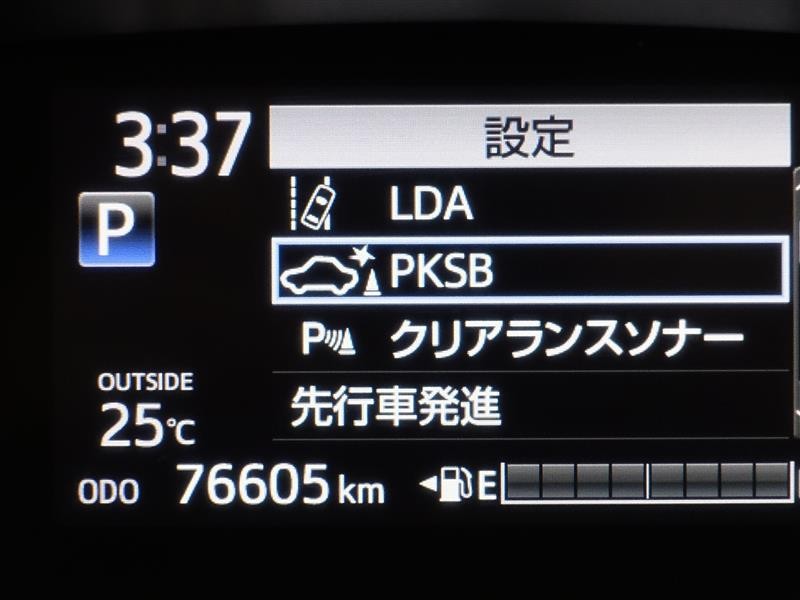 3:37
設定
P
LDA
PKSB
P クリアランスソナー
OUTSIDE
25℃
先行車発進
ODO 76605 km
E